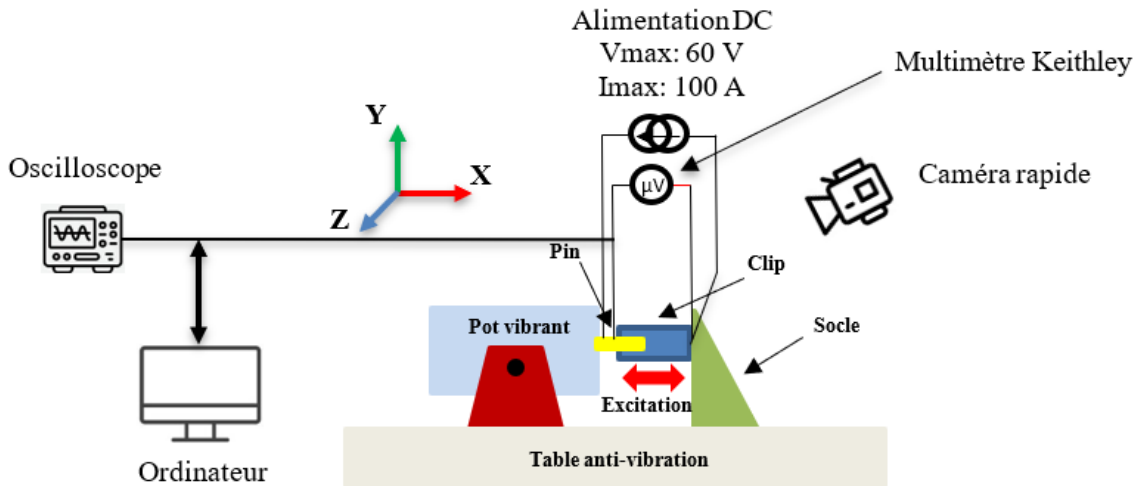 Alimentation DC
Vmax: 60 V
Imax: 100 A
Multimètre Keithley
Y
Oscilloscope
X
µV
Caméra rapide
Z
Pin
Clip
Pot vibrant
Socle
Excitation
Ordinateur
Table anti-vibration